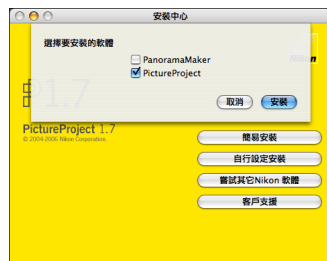 安裝中心
選擇要安裝的軟體
PanoramaMaker
PictureProject
取消
安裝
P1.7
PictureProject 1.7
© 2004-2006 Nikon Corporation.
簡易安裝
自行設定安裝
嘗試其它Nikon 軟體
客戶支援